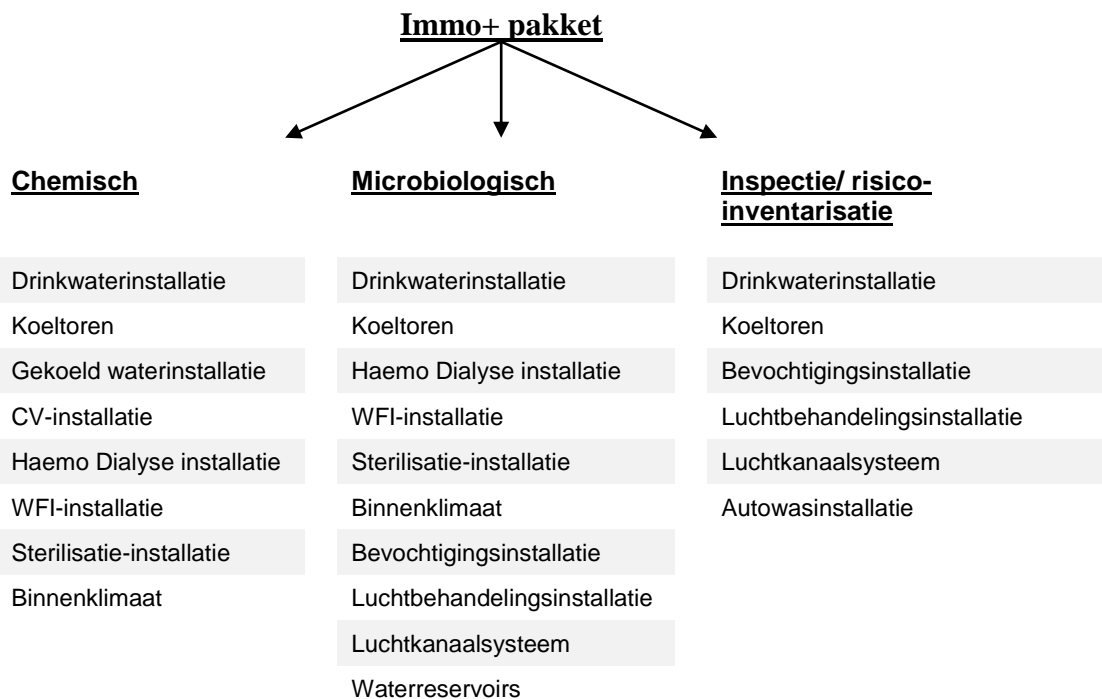 Immo+ pakket
Chemisch
Drinkwaterinstallatie
Koeltoren
Gekoeld waterinstallatie
CV-installatie
Haemo Dialyse installatie
WFI-installatie
Sterilisatie-installatie
Binnenklimaat
Microbiologisch
Drinkwaterinstallatie
Koeltoren
Haemo Dialyse installatie
WFI-installatie
Sterilisatie-installatie
Binnenklimaat
Bevochtigingsinstallatie
Luchtbehandelingsinstallatie
Luchtkanaalsysteem
Waterreservoirs
Inspectie/ risico-
inventarisatie
Drinkwaterinstallatie
Koeltoren
Bevochtigingsinstallatie
Luchtbehandelingsinstallatie
Luchtkanaalsysteem
Autowasinstallatie